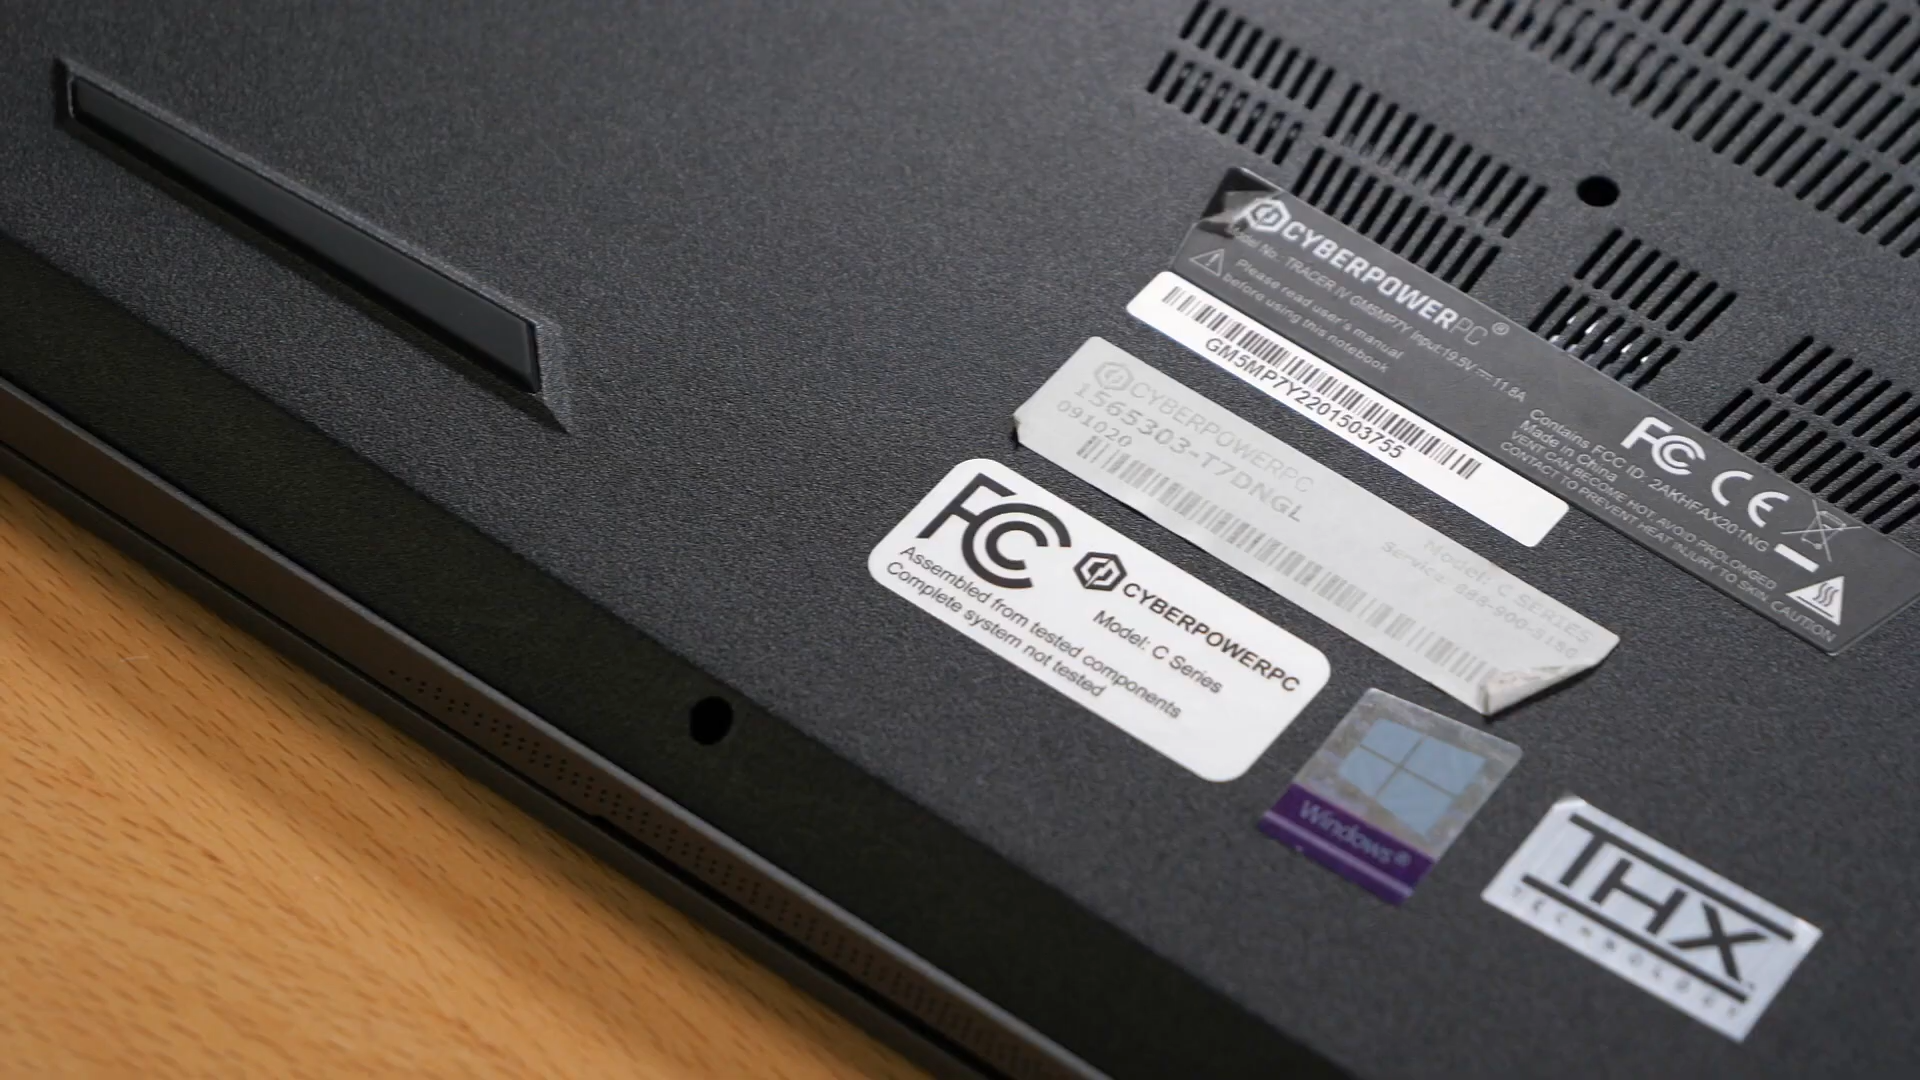 CYBERPOWERPC®
Model No.: TRACER IV GM5MP7Y Input:19.5V⎓11.8A
Please read user's manual
before using this notebook
FC CE
Contains FCC ID: 2AKHFAX201NG
Made in China
VENT CAN BECOME HOT, AVOID PROLONGED
CONTACT TO PREVENT HEAT INJURY TO SKIN.
CAUTION
GM5MP7Y2201503755
CYBERPOWERPC
1565303-T7DNGL
091020
Model: C SERIES
Service: 888-900-5180
FC
CYBERPOWERPC
Model: C Series
Assembled from tested components
Complete system not tested
Windows®
THX
TECHNOLOGY